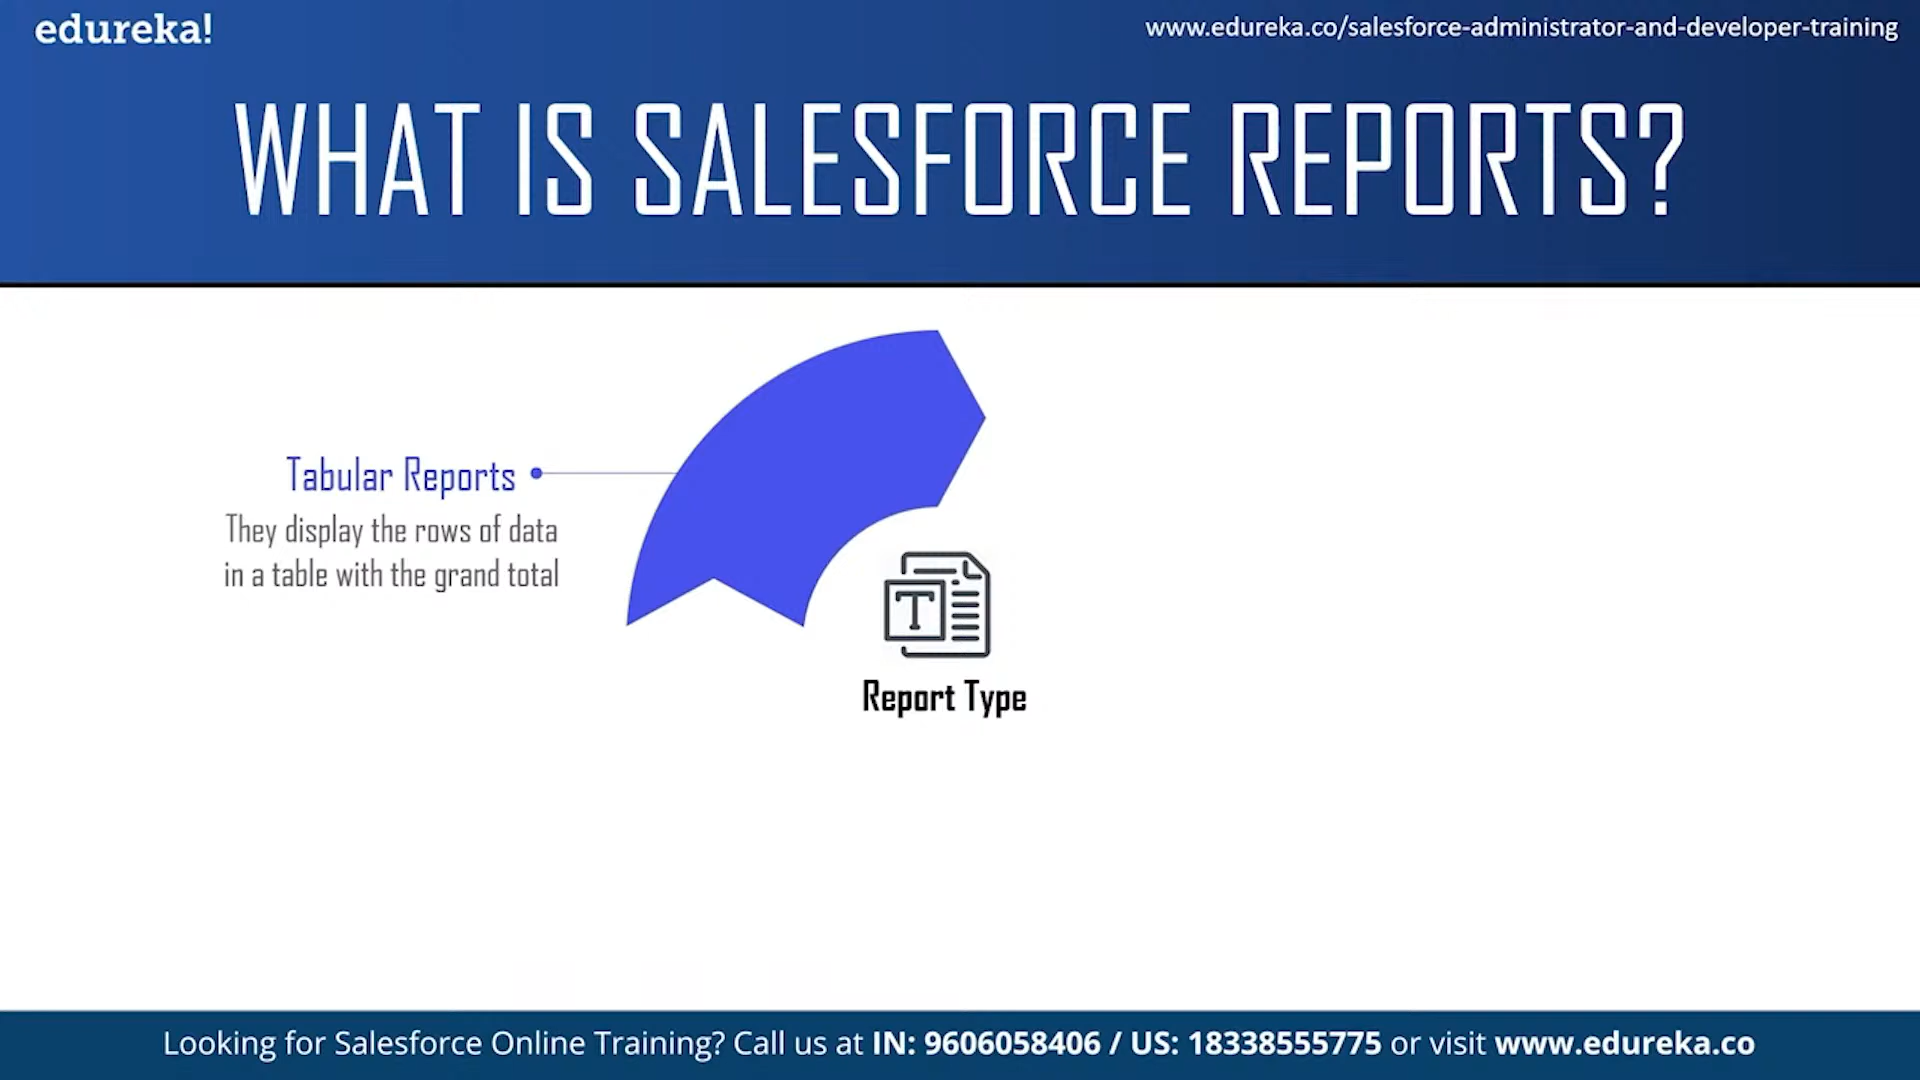 edureka!
www.edureka.co/salesforce-administrator-and-developer-training
WHAT IS SALESFORCE REPORTS?
Tabular Reports
They display the rows of data
in a table with the grand total
T
Report Type
Looking for Salesforce Online Training? Call us at IN: 9606058406 / US: 18338555775 or visit www.edureka.co